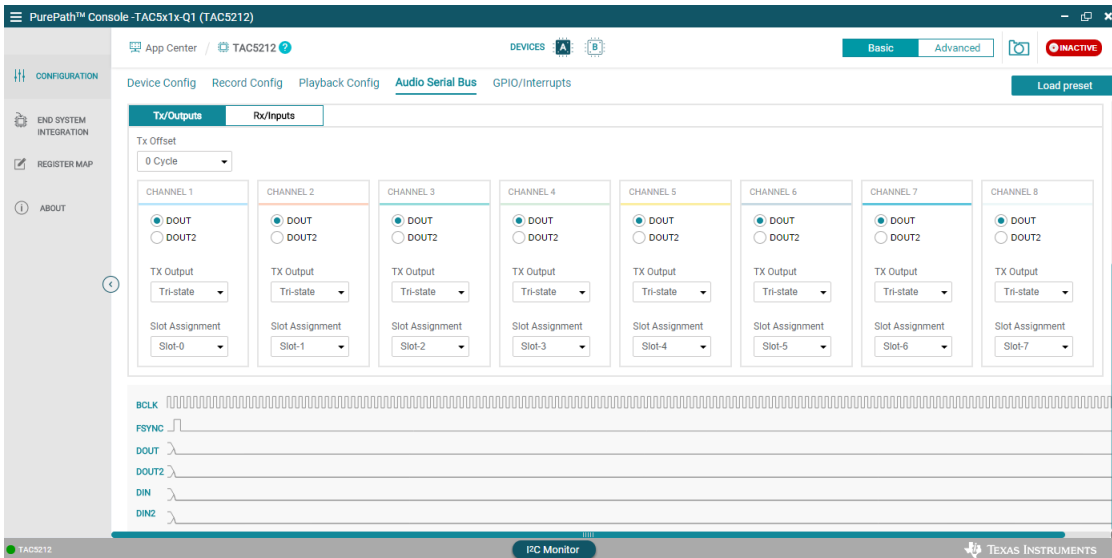 PurePath™ Console -TAC5x1x-Q1 (TAC5212)
App Center / TAC5212 ?
DEVICES A B
Basic Advanced
INACTIVE
CONFIGURATION
END SYSTEM
INTEGRATION
REGISTER MAP
ABOUT
Device Config Record Config Playback Config Audio Serial Bus GPIO/Interrupts
Load preset
Tx/Outputs Rx/Inputs
Tx Offset
0 Cycle
CHANNEL 1 CHANNEL 2 CHANNEL 3 CHANNEL 4 CHANNEL 5 CHANNEL 6 CHANNEL 7 CHANNEL 8
DOUT DOUT DOUT DOUT DOUT DOUT DOUT DOUT
DOUT2 DOUT2 DOUT2 DOUT2 DOUT2 DOUT2 DOUT2 DOUT2
TX Output TX Output TX Output TX Output TX Output TX Output TX Output TX Output
Tri-state Tri-state Tri-state Tri-state Tri-state Tri-state Tri-state Tri-state
Slot Assignment Slot Assignment Slot Assignment Slot Assignment Slot Assignment Slot Assignment Slot Assignment Slot Assignment
Slot-0 Slot-1 Slot-2 Slot-3 Slot-4 Slot-5 Slot-6 Slot-7
BCLK
FSYNC
DOUT
DOUT2
DIN
DIN2
TAC5212
I²C Monitor
TEXAS INSTRUMENTS